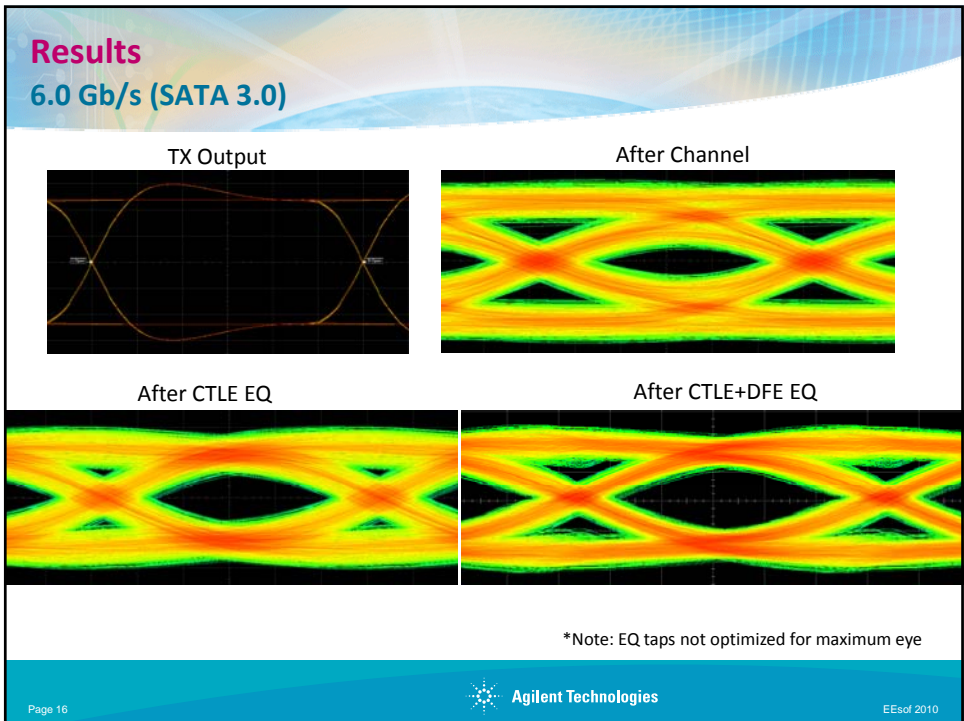 Results
6.0 Gb/s (SATA 3.0)
TX Output
After Channel
After CTLE EQ
After CTLE+DFE EQ
*Note: EQ taps not optimized for maximum eye
Page 16
Agilent Technologies
EEsof 2010